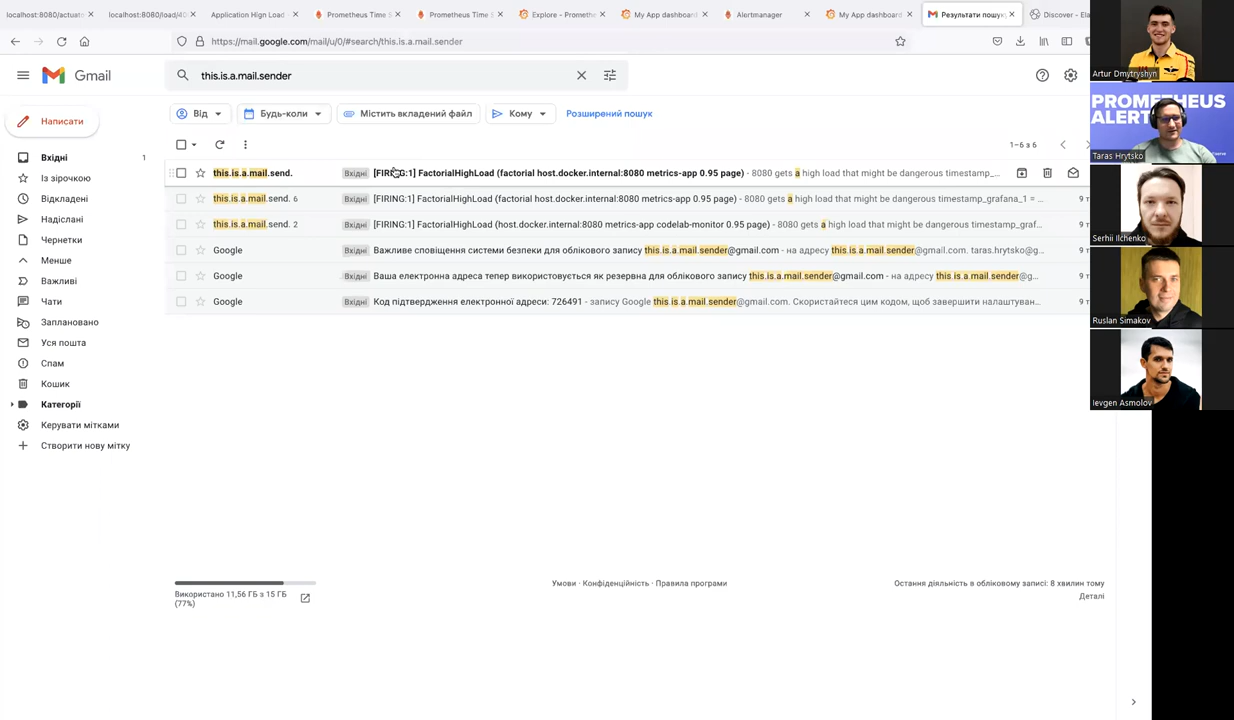 localhost:8080/actuat
localhost:8080/load/40
Application High Load
Prometheus Time S
Prometheus Time S
Explore - Prometh
My App dashboard
Alertmanager
My App dashboard
Результати пошуку
Discover - Ela
https://mail.google.com/mail/u/0/#search/this.is.a.mail.sender
Gmail
this.is.a.mail.sender
Написати
Від
Будь-коли
Містить вкладений файл
Кому
Розширений пошук
1–6 з 6
Вхідні 1
Із зірочкою
Відкладені
Надіслані
Чернетки
Менше
Важливі
Чати
Заплановано
Уся пошта
Спам
Кошик
Категорії
Керувати мітками
Створити нову мітку
this.is.a.mail.send. Вхідні [FIRING:1] FactorialHighLoad (factorial host.docker.internal:8080 metrics-app 0.95 page) - 8080 gets a high load that might be dangerous timestamp_...
this.is.a.mail.send. 6 Вхідні [FIRING:1] FactorialHighLoad (factorial host.docker.internal:8080 metrics-app 0.95 page) - 8080 gets a high load that might be dangerous timestamp_grafana_1 = ... 9 т
this.is.a.mail.send. 2 Вхідні [FIRING:1] FactorialHighLoad (host.docker.internal:8080 metrics-app codelab-monitor 0.95 page) - 8080 gets a high load that might be dangerous timestamp_graf... 9 т
Google Вхідні Важливе сповіщення системи безпеки для облікового запису this.is.a.mail.sender@gmail.com - на адресу this.is.a.mail.sender@gmail.com. taras.hrytsko@g... 9 т
Google Вхідні Ваша електронна адреса тепер використовується як резервна для облікового запису this.is.a.mail.sender@gmail.com - на адресу this.is.a.mail.sender@g... 9 т
Google Вхідні Код підтвердження електронної адреси: 726491 - запису Google this.is.a.mail.sender@gmail.com. Скористайтеся цим кодом, щоб завершити налаштуван... 9 т
Використано 11,56 ГБ з 15 ГБ
(77%)
Умови · Конфіденційність · Правила програми
Остання діяльність в обліковому запису: 8 хвилин тому
Деталі
Artur Dmytryshyn
PROMETHEUS
ALERT
Taras Hrytsko
Serhii Ilchenko
Ruslan Simakov
Ievgen Asmolov